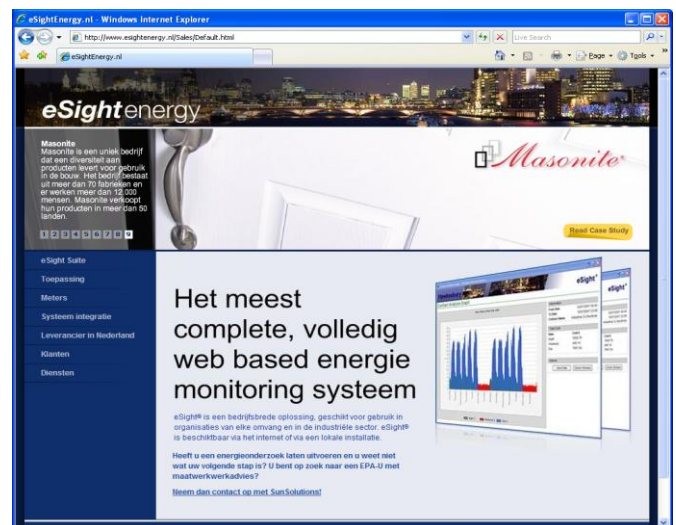 eSightEnergy.nl - Windows Internet Explorer
http://www.esightenergy.nl/Sales/Default.html
Live Search
eSightEnergy.nl
Page
Tools
eSight energy
Masonite
Masonite is een uniek bedrijf
dat een diversiteit aan
producten levert voor gebruik
in de bouw. Het bedrijf bestaat
uit meer dan 70 fabrieken en
er werken meer dan 12.000
mensen. Masonite verkoopt
hun producten in meer dan 50
landen.
1 2 3 4 5 6 7 8 9
Masonite
Read Case Study
eSight Suite
Toepassing
Meters
Systeem integratie
Leverancier in Nederland
Klanten
Diensten
Het meest
complete, volledig
web based energie
monitoring systeem
eSight® is een bedrijfsbrede oplossing, geschikt voor gebruik in
organisaties van elke omvang en in de industriële sector. eSight®
is beschiktbaar via het internet of via een lokale installatie.
Heeft u een energieonderzoek laten uitvoeren en u weet niet
wat uw volgende stap is? U bent op zoek naar een EPA-U met
maatwerkwerkadvies?
Neem dan contact op met SunSolutions!
eSight
eSight